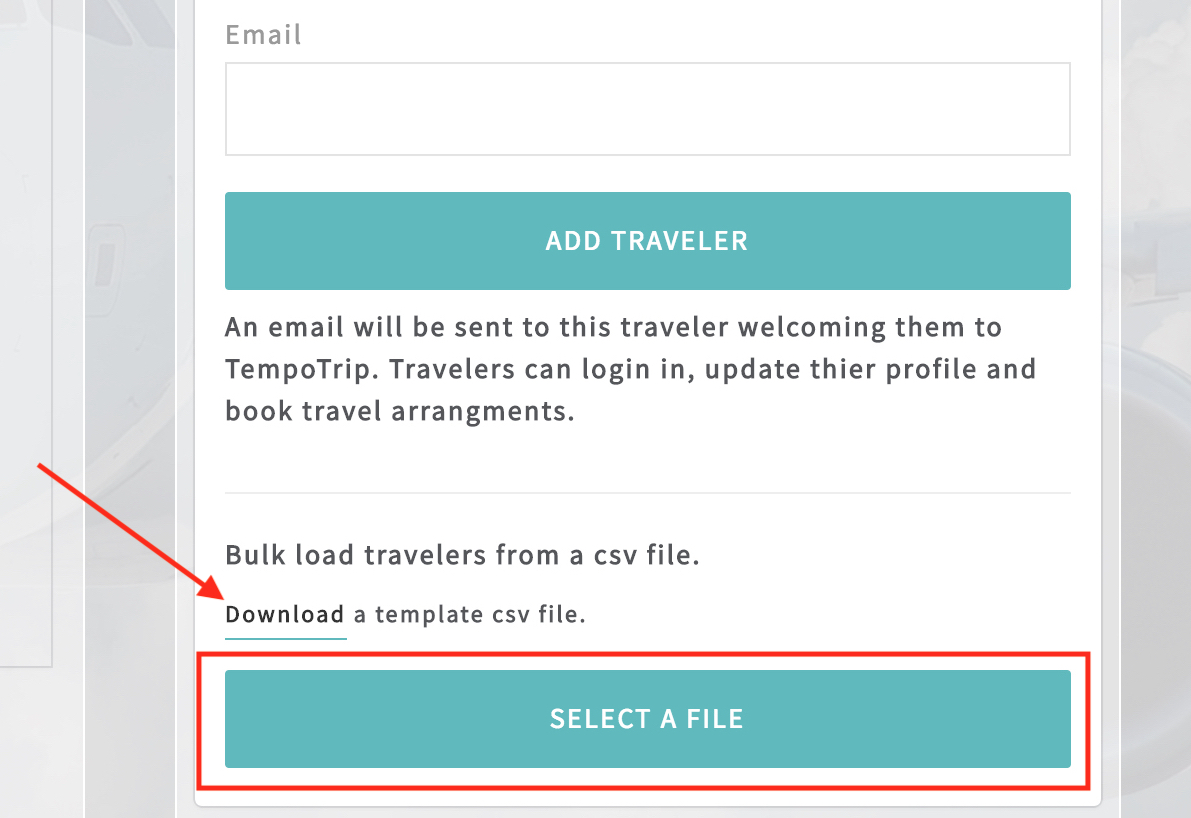 Email
ADD TRAVELER
An email will be sent to this traveler welcoming them to
TempoTrip. Travelers can login in, update thier profile and
book travel arrangments.
Bulk load travelers from a csv file.
Download a template csv file.
SELECT A FILE